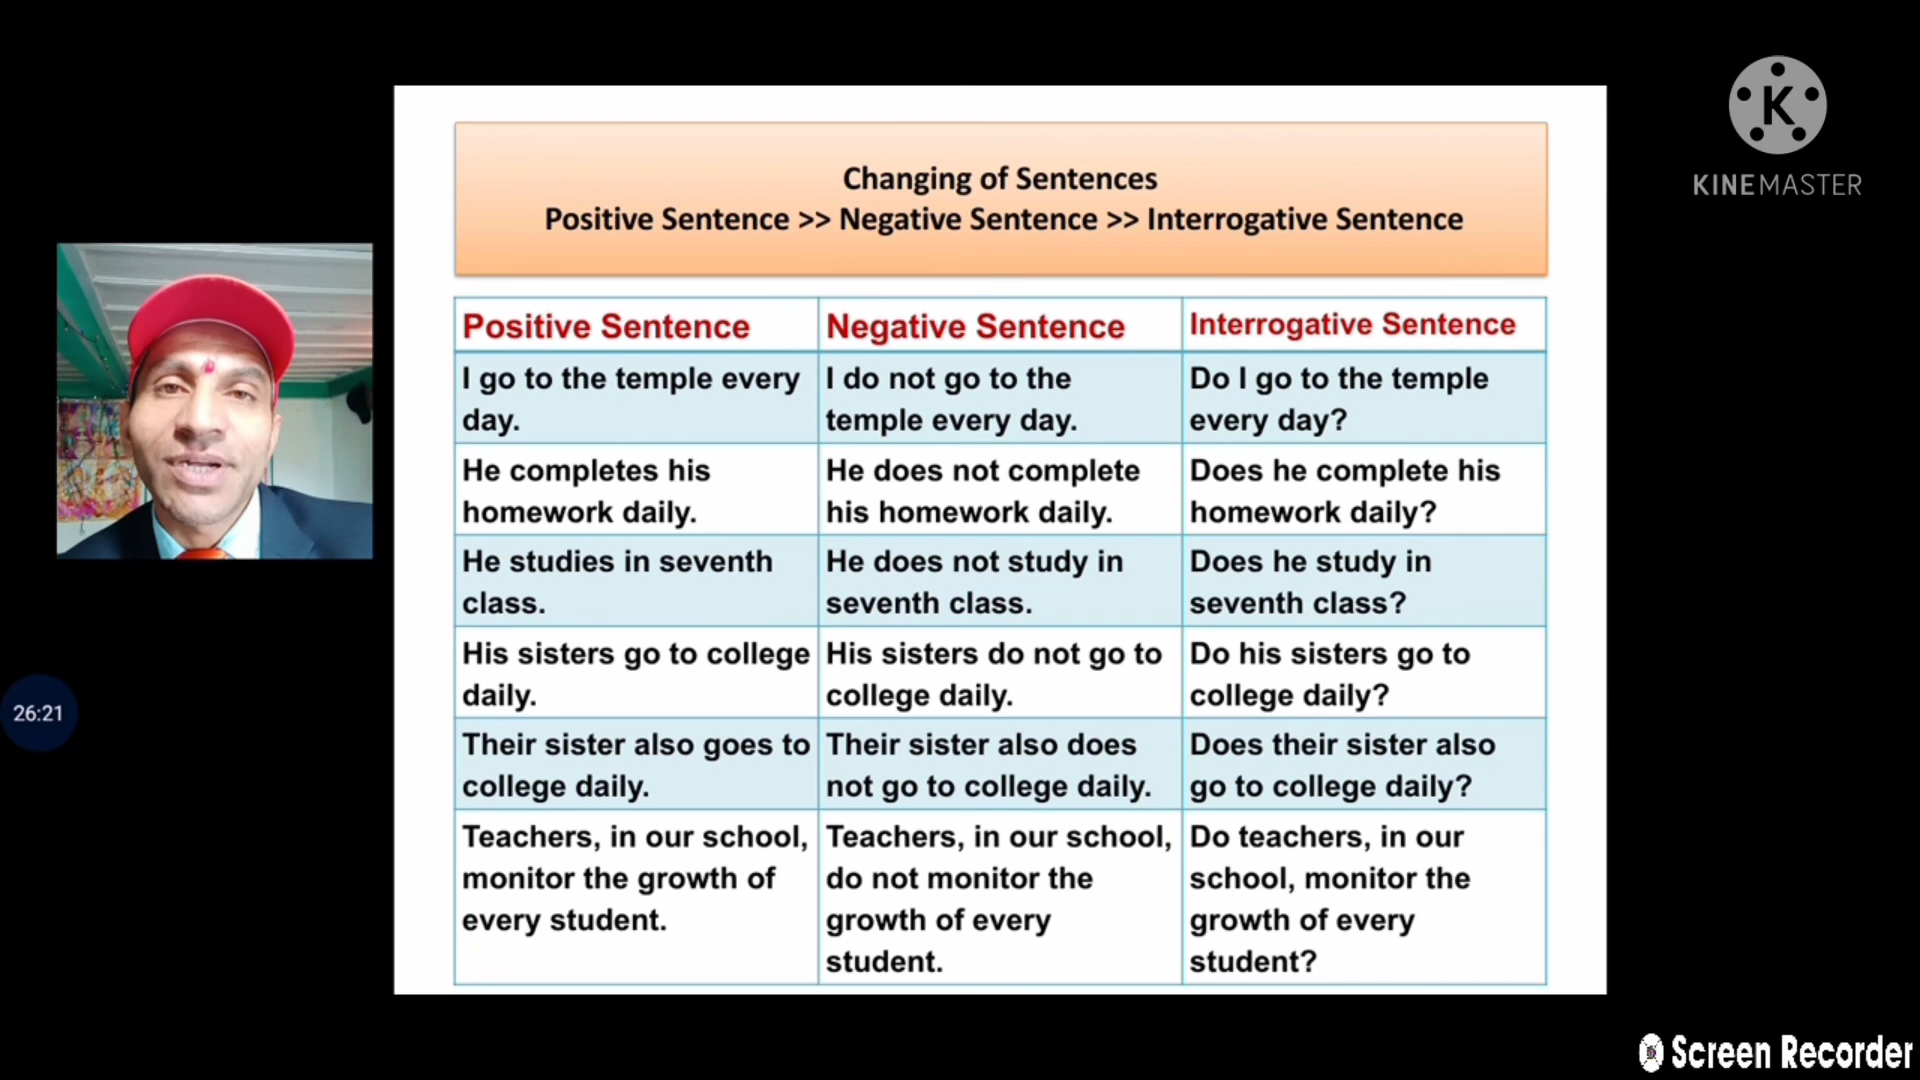 Changing of Sentences
Positive Sentence >> Negative Sentence >> Interrogative Sentence
Positive Sentence
Negative Sentence
Interrogative Sentence
I go to the temple every
day.
I do not go to the
temple every day.
Do I go to the temple
every day?
He completes his
homework daily.
He does not complete
his homework daily.
Does he complete his
homework daily?
He studies in seventh
class.
He does not study in
seventh class.
Does he study in
seventh class?
His sisters go to college
daily.
His sisters do not go to
college daily.
Do his sisters go to
college daily?
Their sister also goes to
college daily.
Their sister also does
not go to college daily.
Does their sister also
go to college daily?
Teachers, in our school,
monitor the growth of
every student.
Teachers, in our school,
do not monitor the
growth of every
student.
Do teachers, in our
school, monitor the
growth of every
student?
K
KINEMASTER
26:21
Screen Recorder